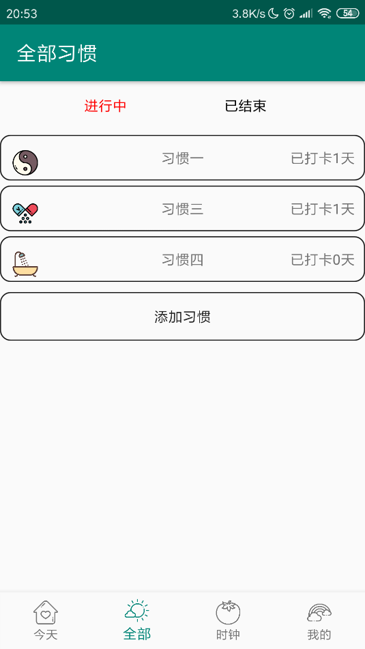 20:53 3.8K/s 54
全部习惯
进行中 已结束
习惯一 已打卡1天
习惯三 已打卡1天
习惯四 已打卡0天
添加习惯
今天 全部 时钟 我的